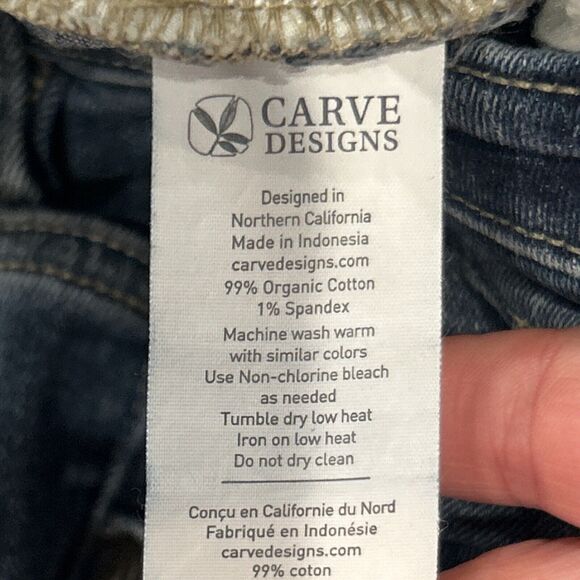 CARVE
DESIGNS
Designed in
Northern California
Made in Indonesia
carvedesigns.com
99% Organic Cotton
1% Spandex
Machine wash warm
with similar colors
Use Non-chlorine bleach
as needed
Tumble dry low heat
Iron on low heat
Do not dry clean
Conçu en Californie du Nord
Fabriqué en Indonésie
carvedesigns.com
99% coton